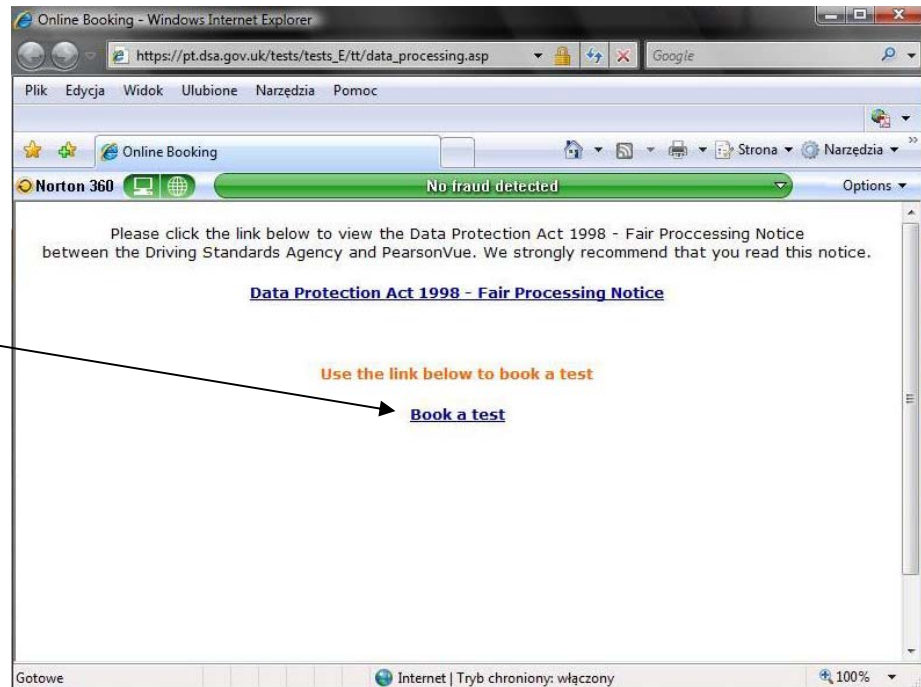 Online Booking - Windows Internet Explorer
https://pt.dsa.gov.uk/tests/tests_E/tt/data_processing.asp
Google
Plik Edycja Widok Ulubione Narzędzia Pomoc
Online Booking
Strona
Narzędzia
Norton 360
No fraud detected
Options
Please click the link below to view the Data Protection Act 1998 - Fair Proccessing Notice
between the Driving Standards Agency and PearsonVue. We strongly recommend that you read this notice.
Data Protection Act 1998 - Fair Processing Notice
Use the link below to book a test
Book a test
Gotowe
Internet | Tryb chroniony: włączony
100%